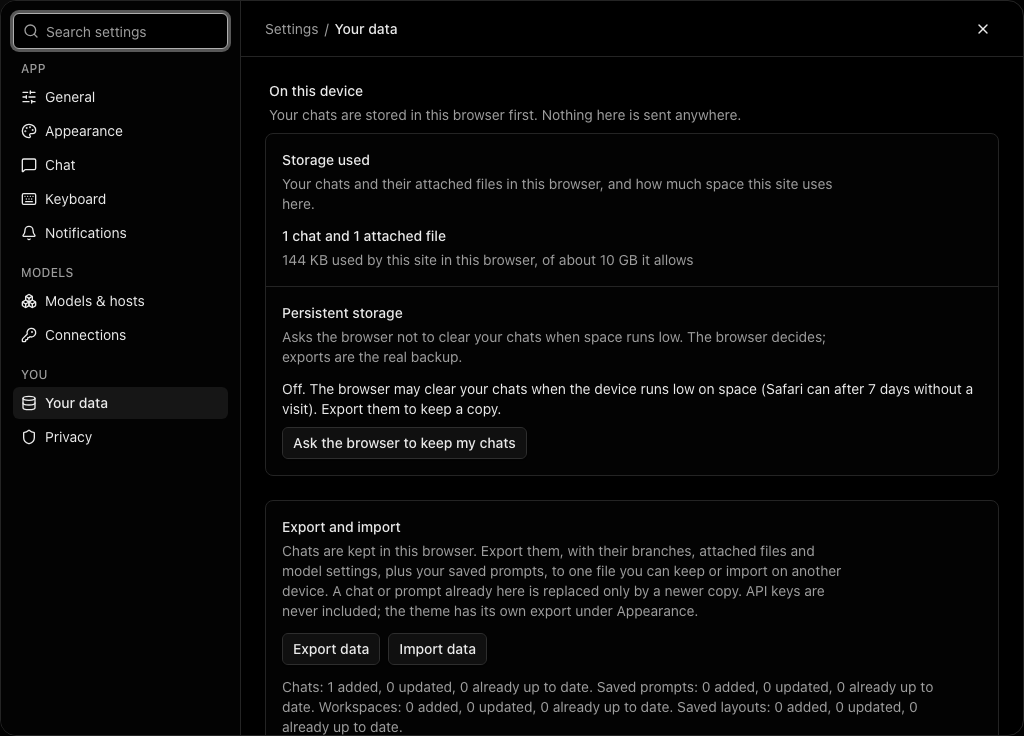 Search settings
APP
General
Appearance
Chat
Keyboard
Notifications
MODELS
Models & hosts
Connections
YOU
Your data
Privacy
Settings / Your data
On this device
Your chats are stored in this browser first. Nothing here is sent anywhere.
Storage used
Your chats and their attached files in this browser, and how much space this site uses
here.
1 chat and 1 attached file
144 KB used by this site in this browser, of about 10 GB it allows
Persistent storage
Asks the browser not to clear your chats when space runs low. The browser decides;
exports are the real backup.
Off. The browser may clear your chats when the device runs low on space (Safari can after 7 days without a
visit). Export them to keep a copy.
Ask the browser to keep my chats
Export and import
Chats are kept in this browser. Export them, with their branches, attached files and
model settings, plus your saved prompts, to one file you can keep or import on another
device. A chat or prompt already here is replaced only by a newer copy. API keys are
never included; the theme has its own export under Appearance.
Export data
Import data
Chats: 1 added, 0 updated, 0 already up to date. Saved prompts: 0 added, 0 updated, 0 already up to
date. Workspaces: 0 added, 0 updated, 0 already up to date. Saved layouts: 0 added, 0 updated, 0
already up to date.